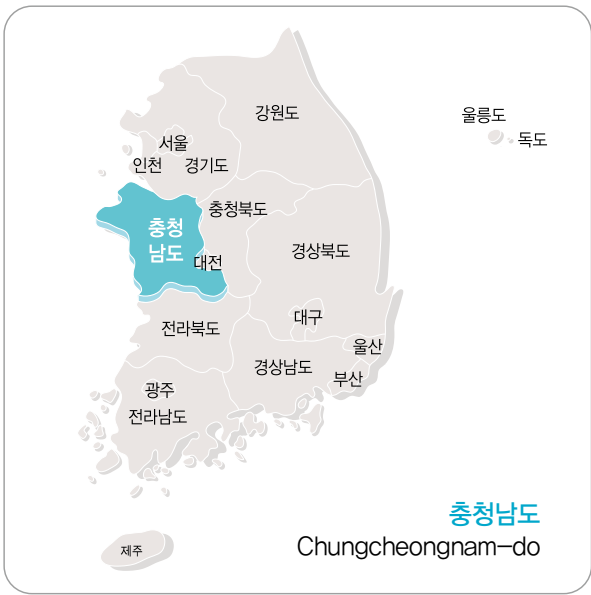 강원도
울릉도
독도
서울
인천
경기도
충청북도
충청
남도
대전
경상북도
대구
전라북도
울산
경상남도
부산
광주
전라남도
제주
충청남도
Chungcheongnam-do